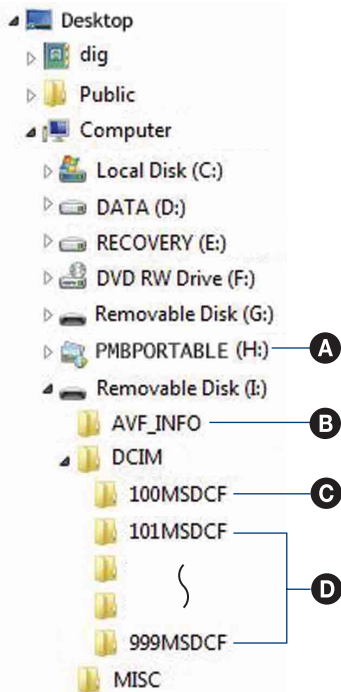 Desktop
dig
Public
Computer
Local Disk (C:)
DATA (D:)
RECOVERY (E:)
DVD RW Drive (F:)
Removable Disk (G:)
PMBPORTABLE (H:) A
Removable Disk (I:)
AVF_INFO B
DCIM
100MSDCF C
101MSDCF
D
999MSDCF
MISC